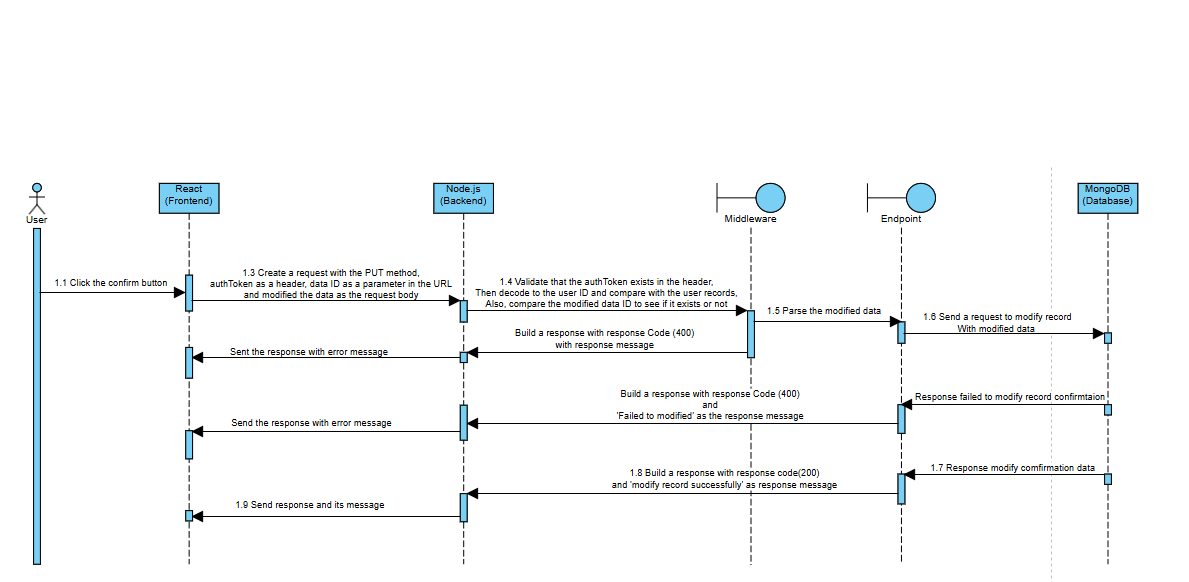 React
(Frontend)
Node.js
(Backend)
MongoDB
(Database)
User
Middleware
Endpoint
1.1 Click the confirm button
1.3 Create a request with the PUT method,
authToken as a header, data ID as a parameter in the URL
and modified the data as the request body
1.4 Validate that the authToken exists in the header,
Then decode to the user ID and compare with the user records,
Also, compare the modified data ID to see if it exists or not
1.5 Parse the modified data
1.6 Send a request to modify record
With modified data
Build a response with response Code (400)
with response message
Sent the response with error message
Response failed to modify record confirmtaion
Build a response with response Code (400)
and
'Failed to modified' as the response message
Send the response with error message
1.7 Response modify comfirmation data
1.8 Build a response with response code(200)
and 'modify record successfully' as response message
1.9 Send response and its message